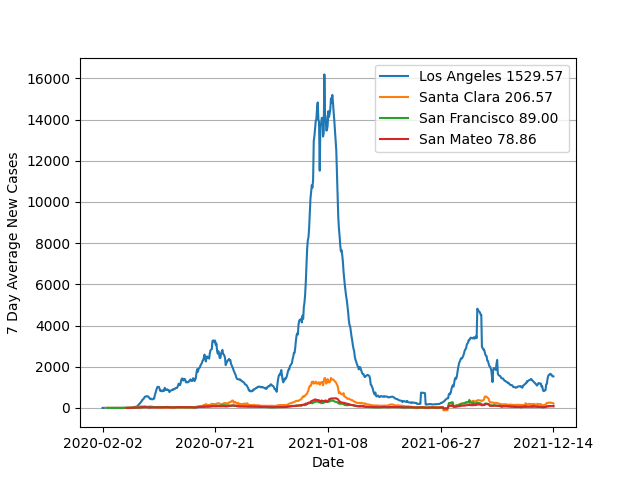 Los Angeles 1529.57
Santa Clara 206.57
San Francisco 89.00
San Mateo 78.86
7 Day Average New Cases
16000
14000
12000
10000
8000
6000
4000
2000
0
2020-02-02 2020-07-21 2021-01-08 2021-06-27 2021-12-14
Date